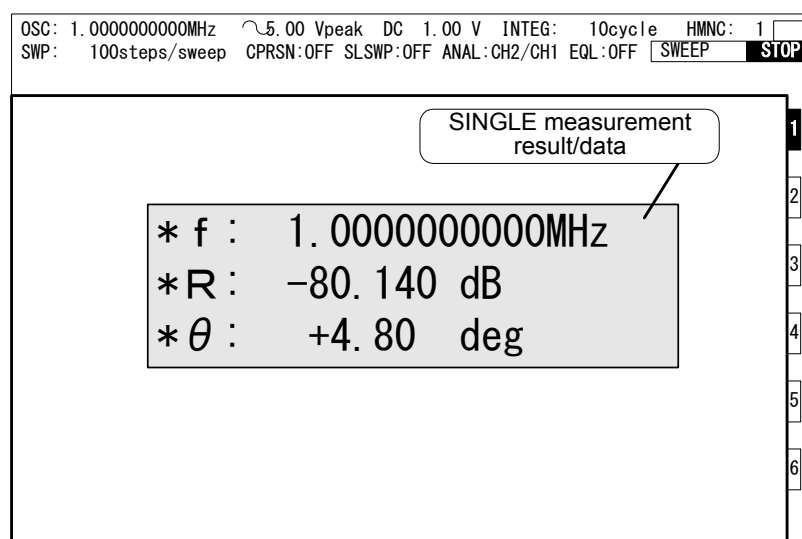 OSC: 1.0000000000MHz 5.00 Vpeak DC 1.00 V INTEG: 10cycle HMNC: 1
SWP: 100steps/sweep CPRSN:OFF SLSWP:OFF ANAL:CH2/CH1 EQL:OFF SWEEP STOP
SINGLE measurement
result/data
1
2
3
4
5
6
*f: 1.0000000000MHz
*R: -80.140 dB
*θ: +4.80 deg